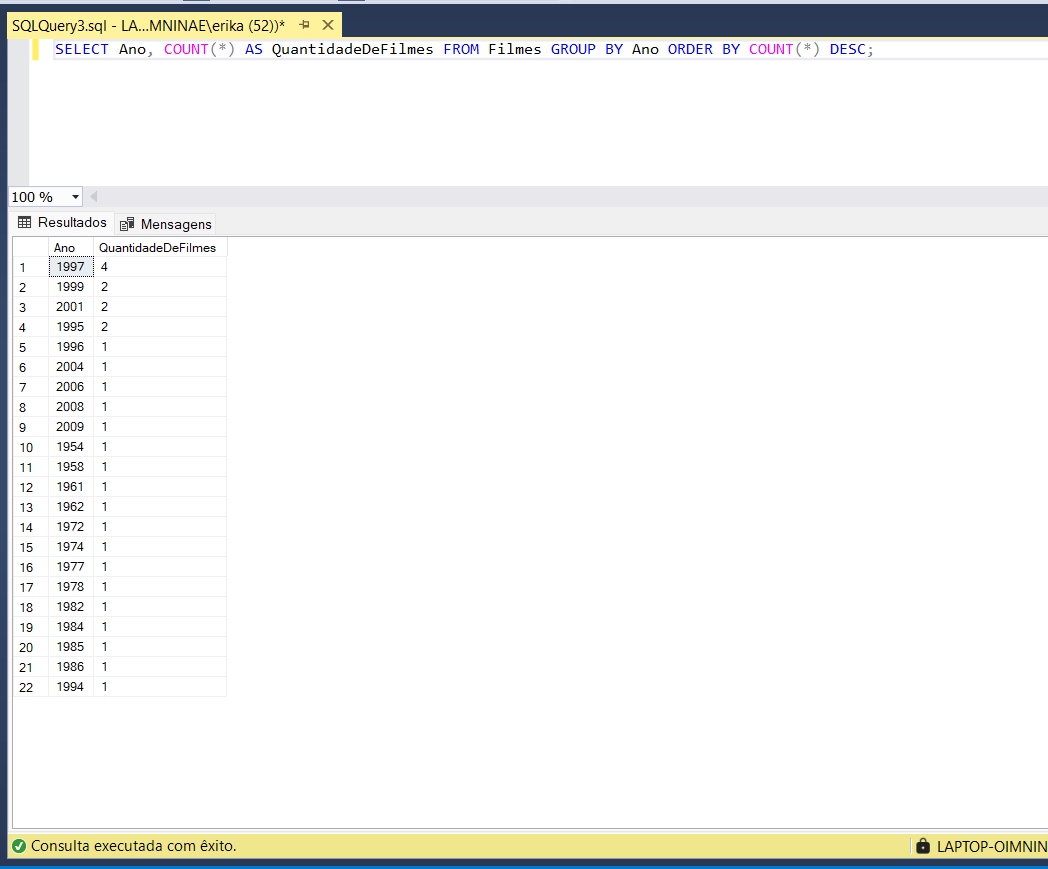 SQLQuery3.sql - LA...MNINAE\erika (52))*
SELECT Ano, COUNT(*) AS QuantidadeDeFilmes FROM Filmes GROUP BY Ano ORDER BY COUNT(*) DESC;
100 %
Resultados Mensagens
Ano QuantidadeDeFilmes
1 1997 4
2 1999 2
3 2001 2
4 1995 2
5 1996 1
6 2004 1
7 2006 1
8 2008 1
9 2009 1
10 1954 1
11 1958 1
12 1961 1
13 1962 1
14 1972 1
15 1974 1
16 1977 1
17 1978 1
18 1982 1
19 1984 1
20 1985 1
21 1986 1
22 1994 1
Consulta executada com êxito. LAPTOP-OIMNIN